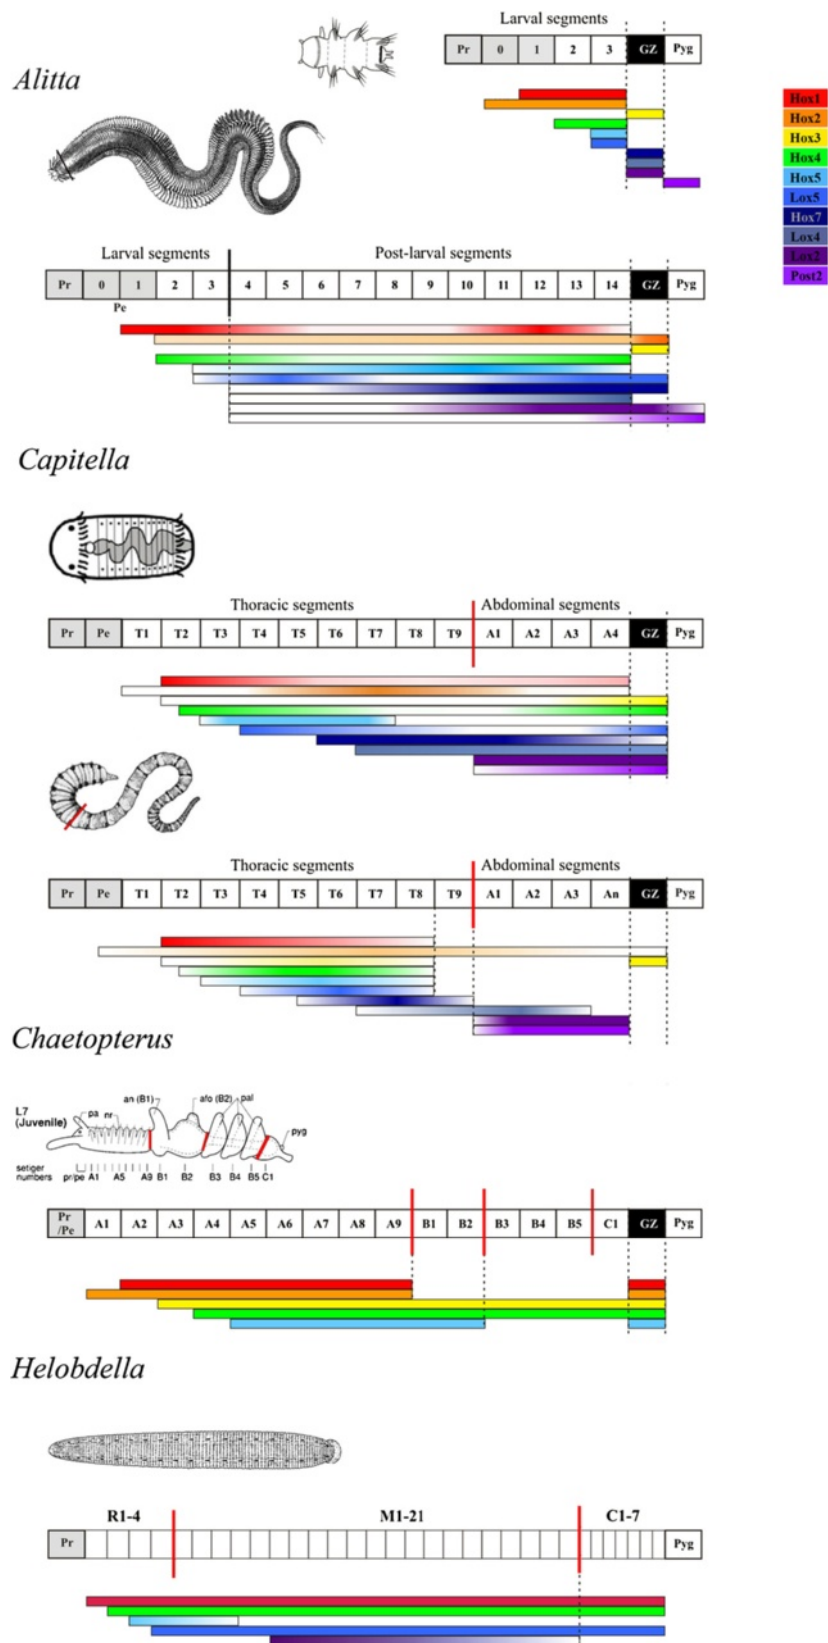 Larval segments
Pr 0 1 2 3 GZ Pyg
Alitta
Hox1
Hox2
Hox3
Hox4
Hox5
Lox5
Hox7
Lox4
Lox2
Post2
Larval segments Post-larval segments
Pr 0 1 2 3 4 5 6 7 8 9 10 11 12 13 14 GZ Pyg
Pe
Capitella
Thoracic segments Abdominal segments
Pr Pe T1 T2 T3 T4 T5 T6 T7 T8 T9 A1 A2 A3 A4 GZ Pyg
Thoracic segments Abdominal segments
Pr Pe T1 T2 T3 T4 T5 T6 T7 T8 T9 A1 A2 A3 An GZ Pyg
Chaetopterus
an (B1) afo (B2) pal
L7 pa nr
(Juvenile)
pyg
setiger
numbers pr/pe A1 A5 A9 B1 B2 B3 B4 B5 C1
Pr
/Pe A1 A2 A3 A4 A5 A6 A7 A8 A9 B1 B2 B3 B4 B5 C1 GZ Pyg
Helobdella
R1-4 M1-21 C1-7
Pr Pyg